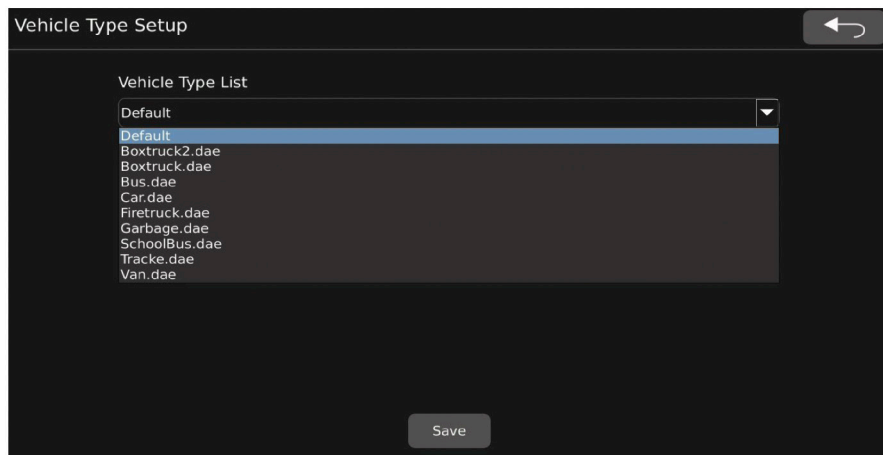 Vehicle Type Setup
Vehicle Type List
Default
Default
Boxtruck2.dae
Boxtruck.dae
Bus.dae
Car.dae
Firetruck.dae
Garbage.dae
SchoolBus.dae
Tracke.dae
Van.dae
Save